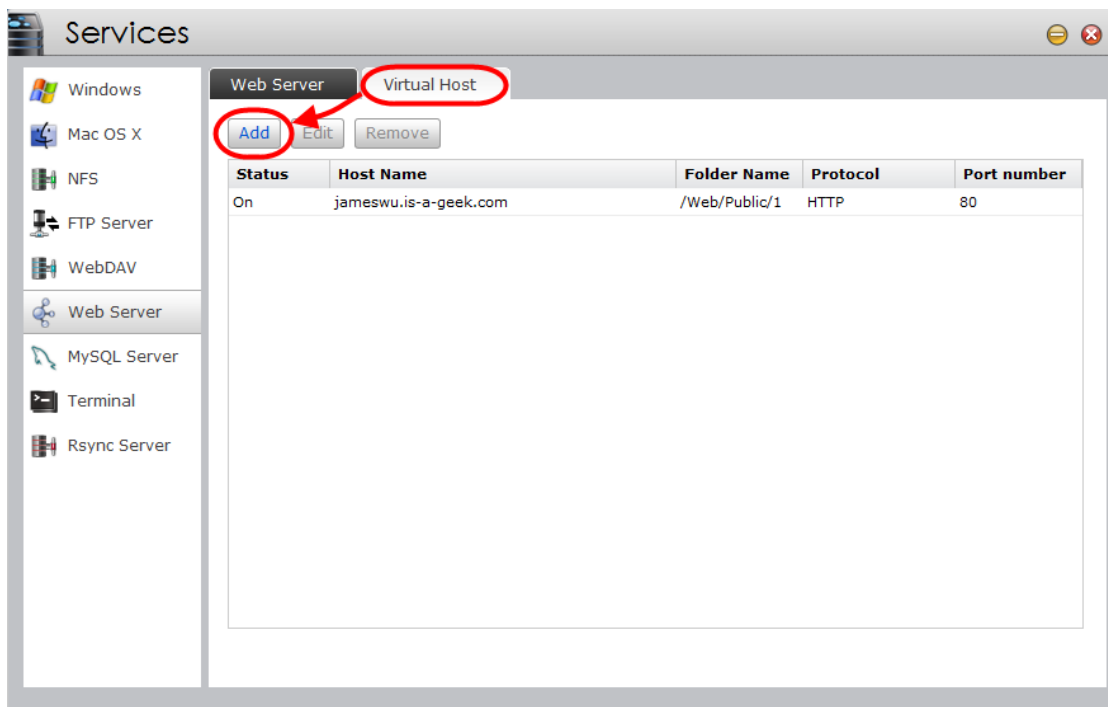 Services
Windows
Mac OS X
NFS
FTP Server
WebDAV
Web Server
MySQL Server
Terminal
Rsync Server
Web Server Virtual Host
Add Edit Remove
Status Host Name Folder Name Protocol Port number
On jameswu.is-a-geek.com /Web/Public/1 HTTP 80